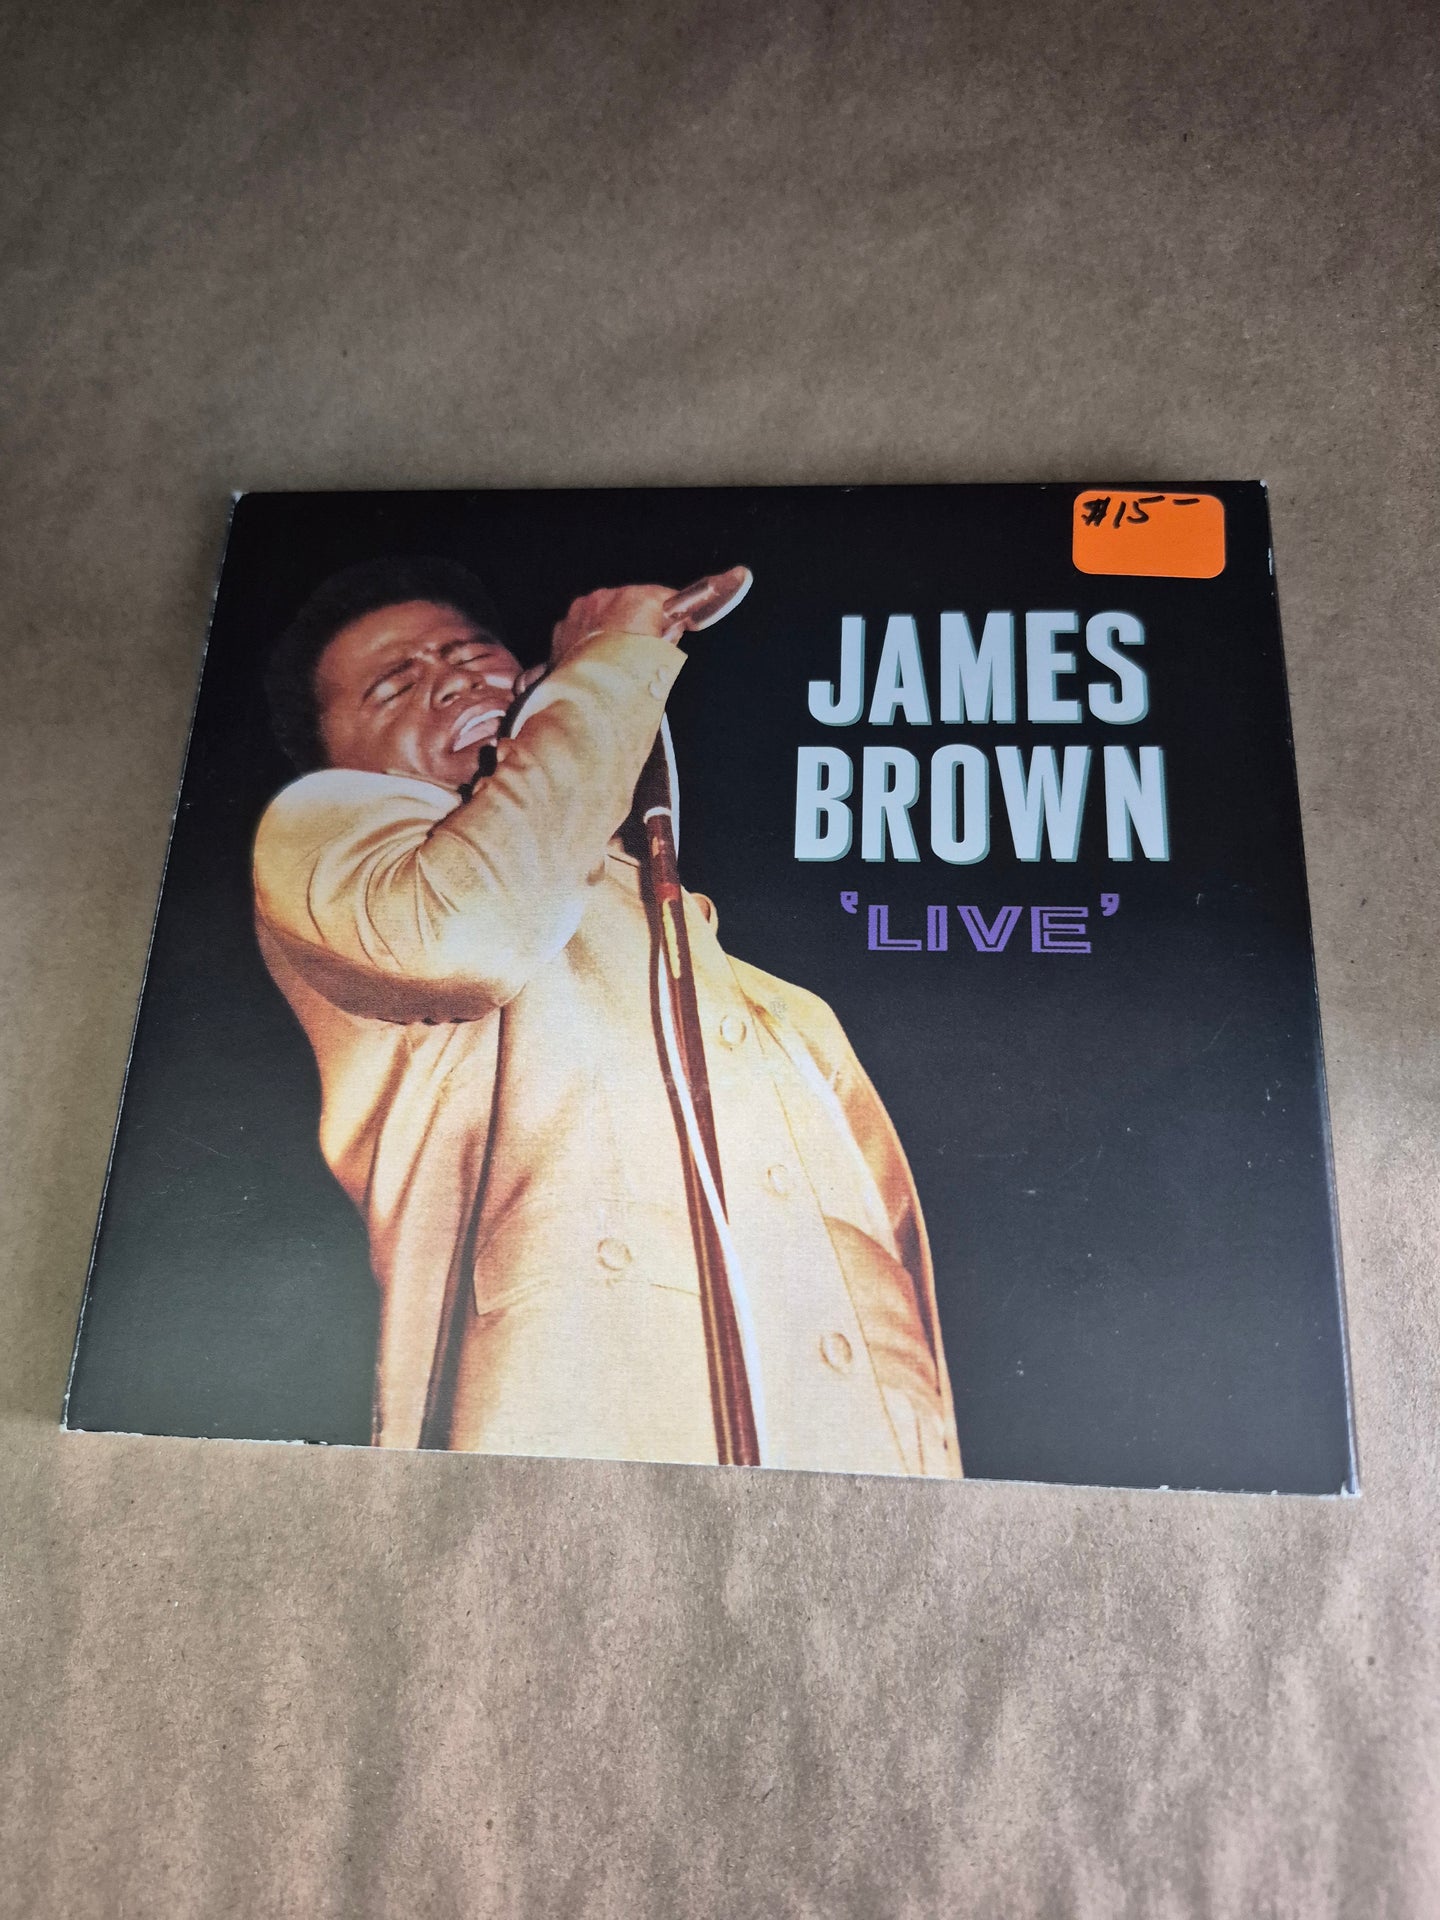 $15-
JAMES
BROWN
‘LIVE’